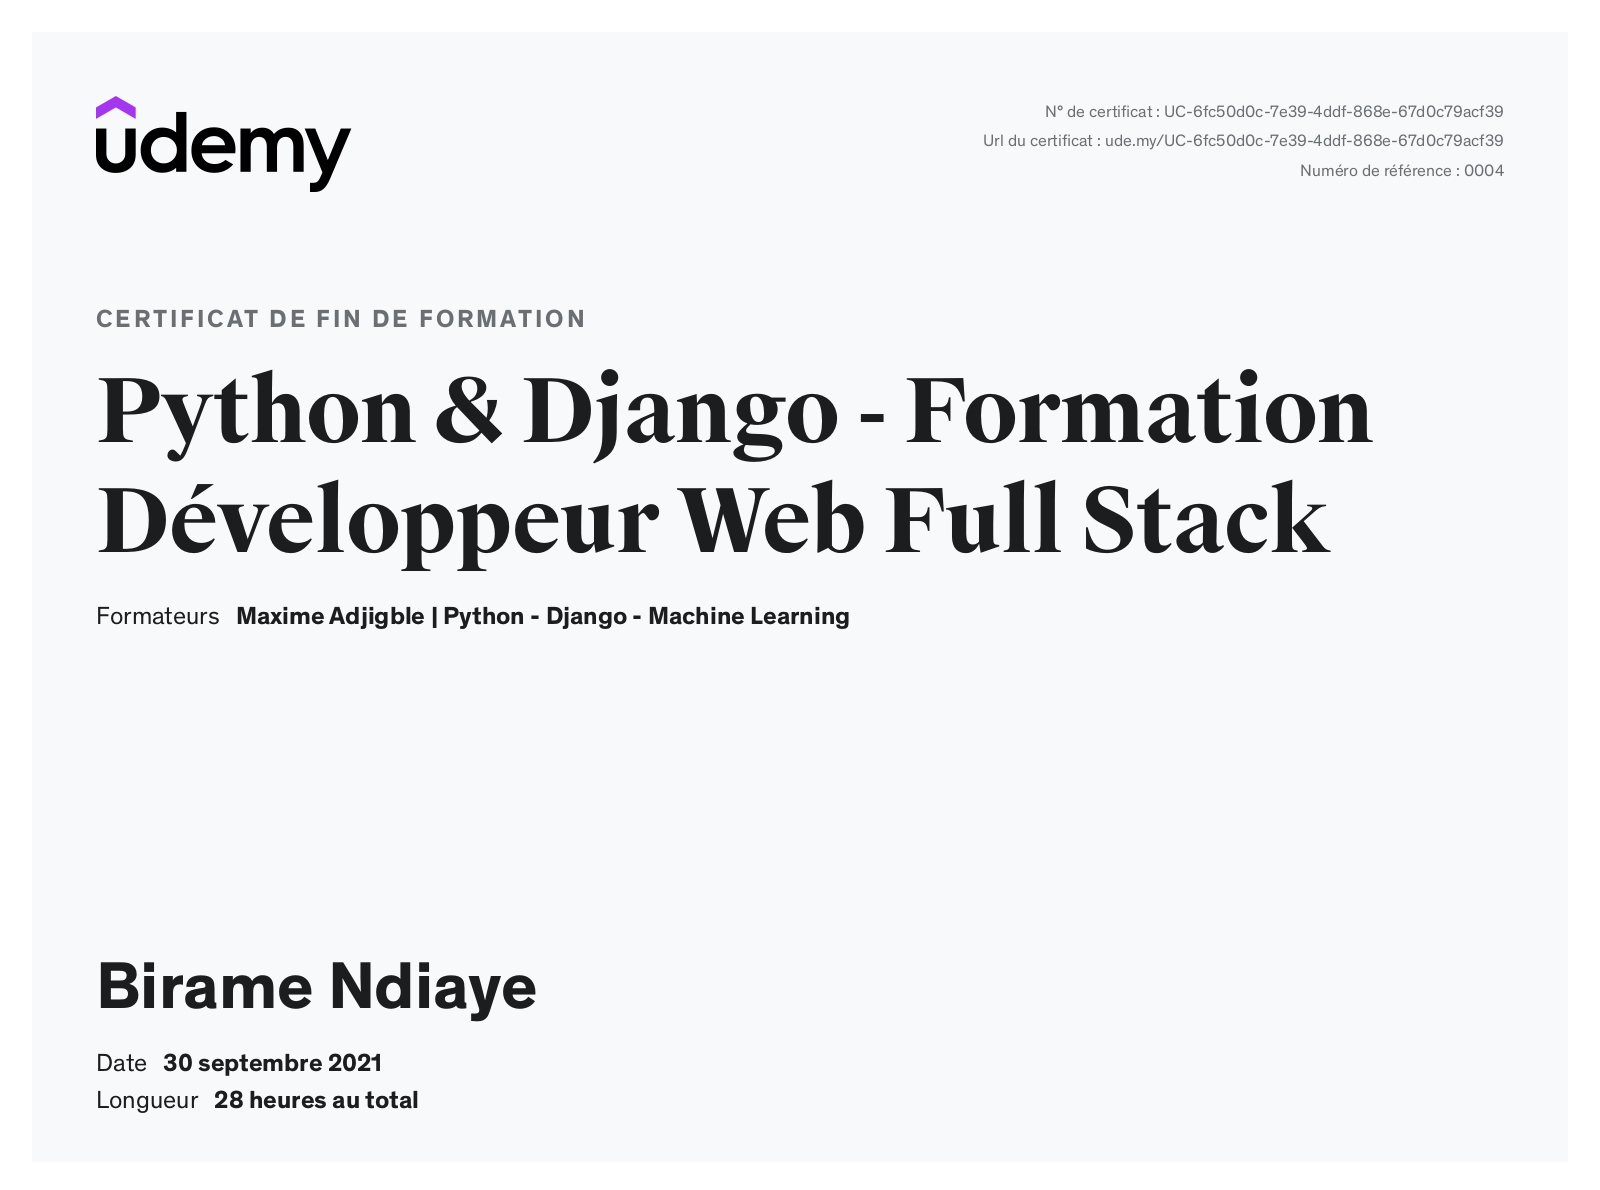 udemy
N° de certificat : UC-6fc50d0c-7e39-4ddf-868e-67d0c79acf39
Url du certificat : ude.my/UC-6fc50d0c-7e39-4ddf-868e-67d0c79acf39
Numéro de référence : 0004
CERTIFICAT DE FIN DE FORMATION
Python & Django - Formation
Développeur Web Full Stack
Formateurs Maxime Adjigble | Python - Django - Machine Learning
Birame Ndiaye
Date 30 septembre 2021
Longueur 28 heures au total